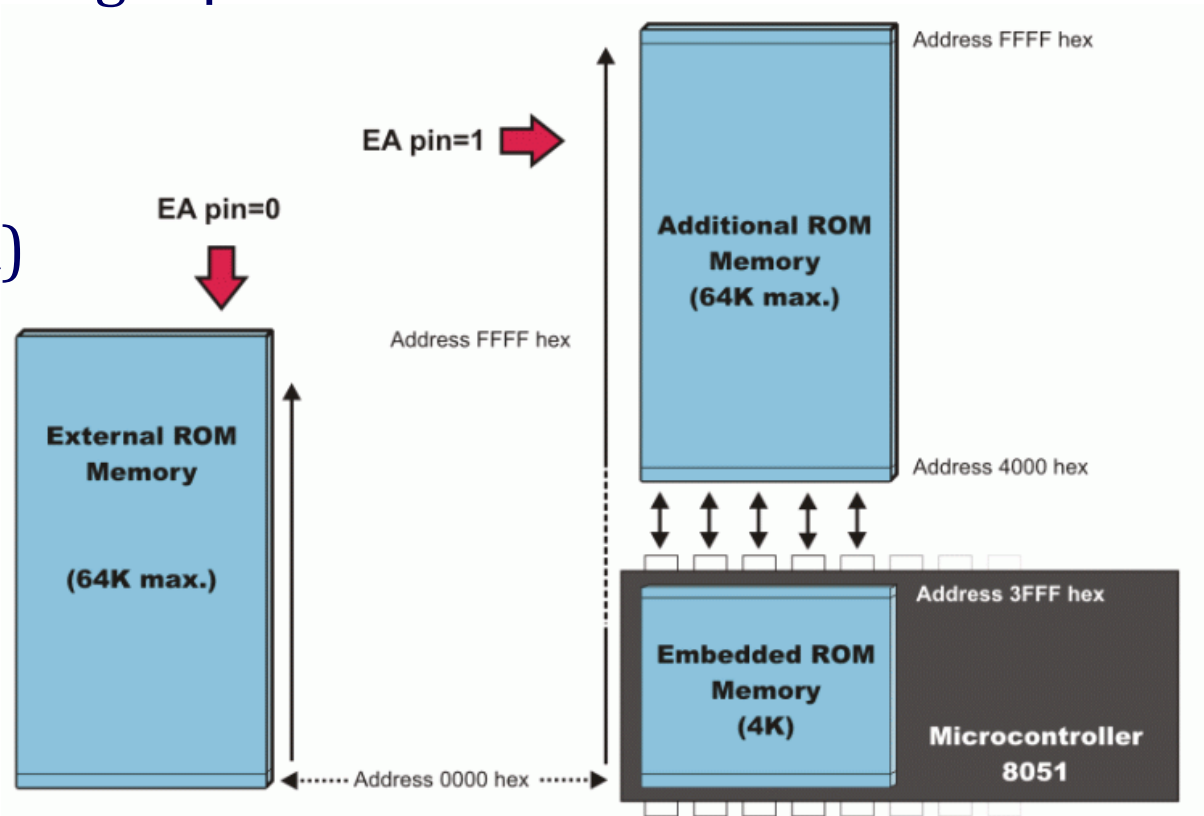 Address FFFF hex
EA pin=1
EA pin=0
Additional ROM
Memory
(64K max.)
Address FFFF hex
External ROM
Memory
(64K max.)
Address 4000 hex
Address 3FFF hex
Embedded ROM
Memory
(4K)
Microcontroller
8051
Address 0000 hex